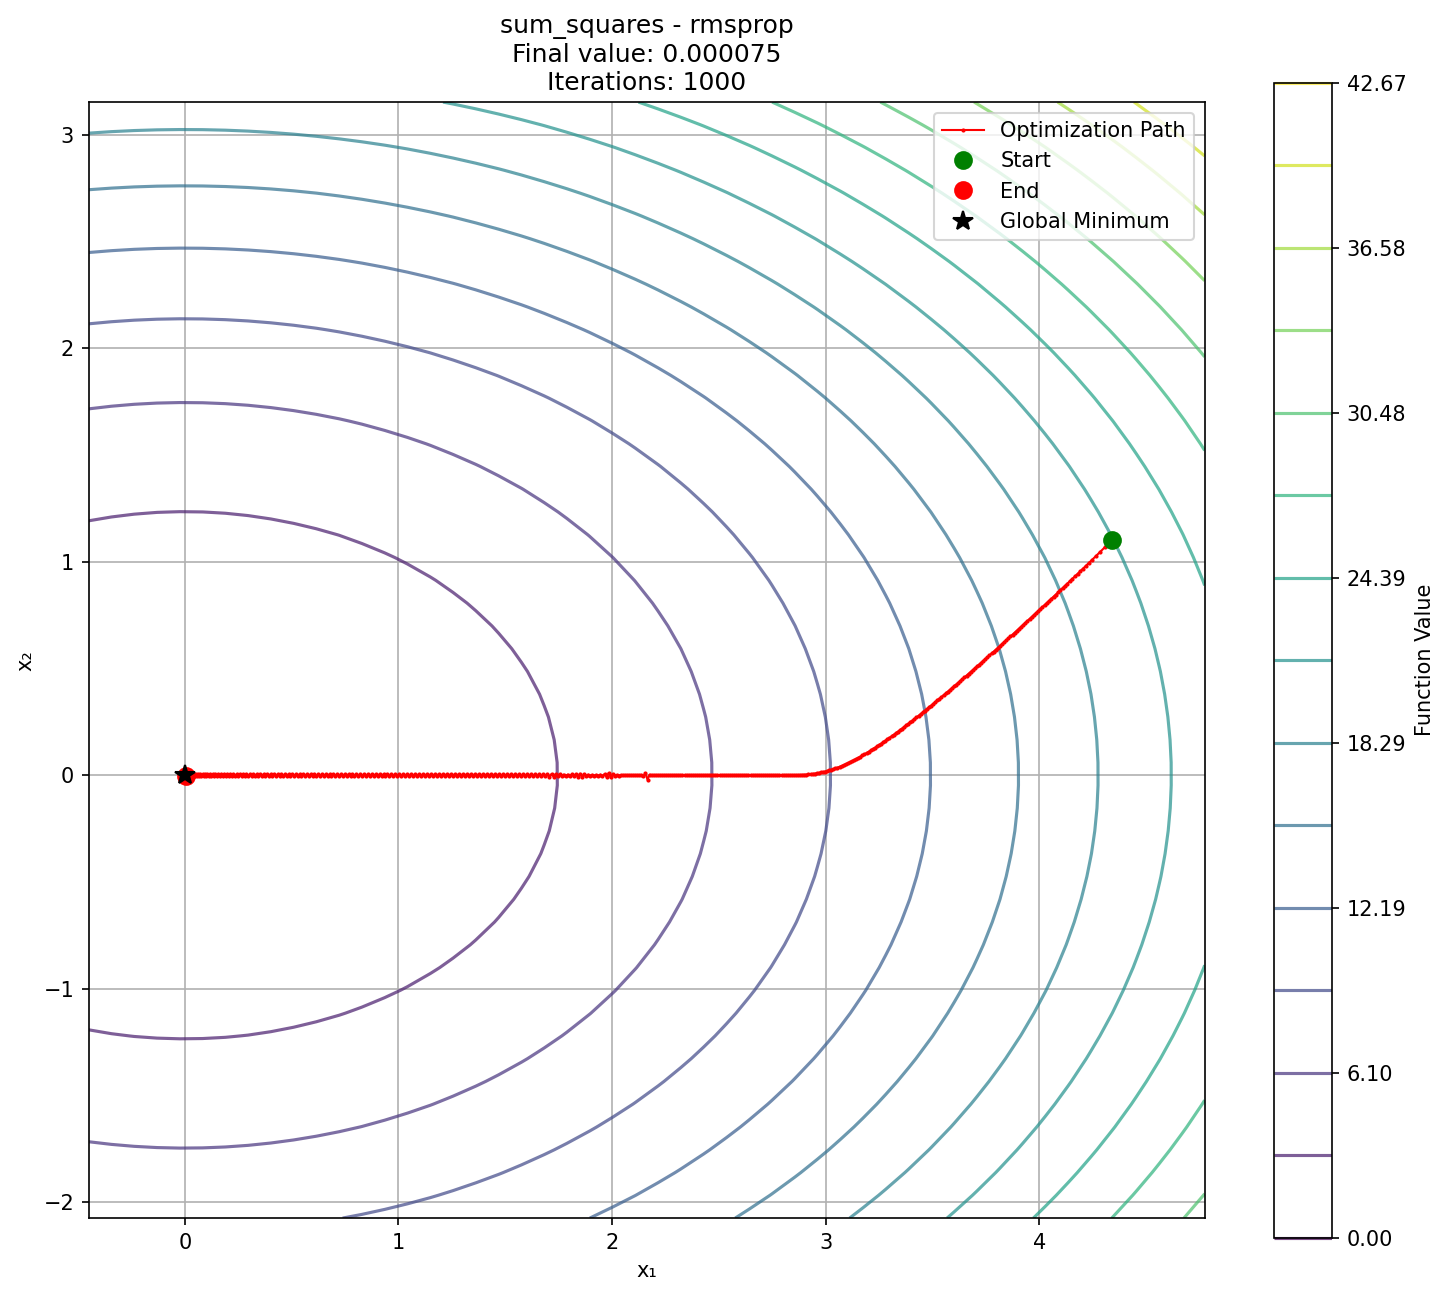 sum_squares - rmsprop
Final value: 0.000075
Iterations: 1000
Optimization Path
Start
End
Global Minimum
3
2
1
0
−1
−2
x₂
0
1
2
3
4
x₁
42.67
36.58
30.48
24.39
18.29
12.19
6.10
0.00
Function Value